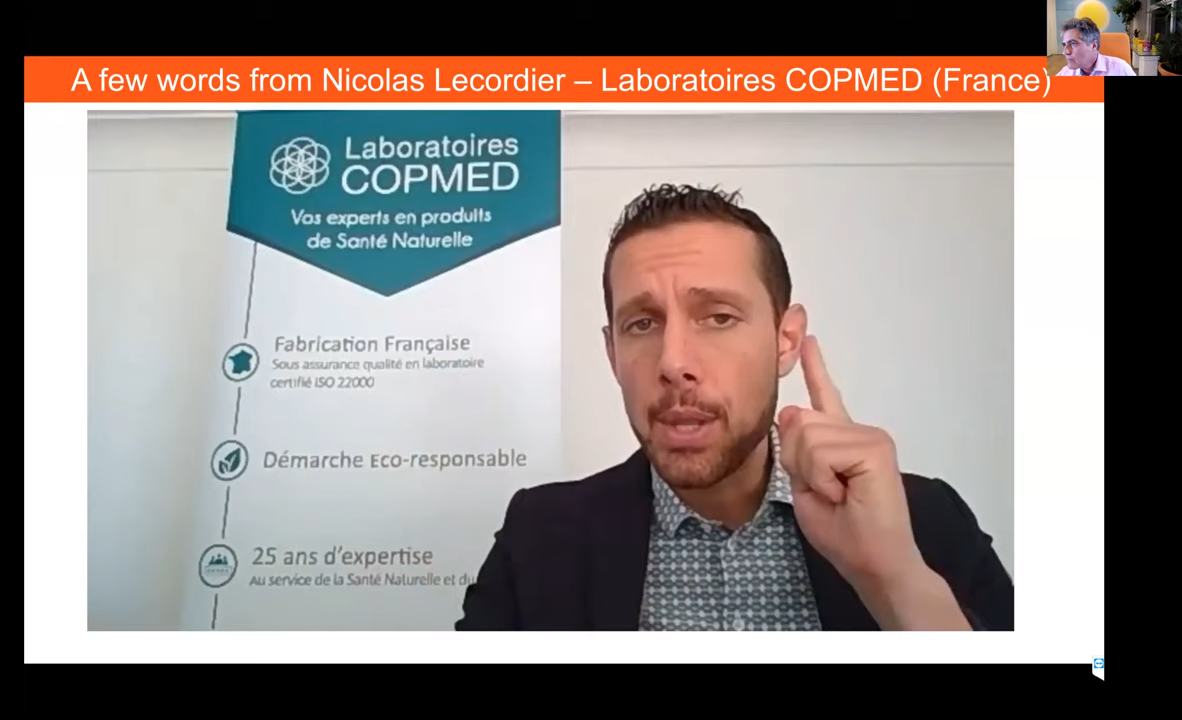 A few words from Nicolas Lecordier – Laboratoires COPMED (France)
Laboratoires
COPMED
Vos experts en produits
de Santé Naturelle
Fabrication Française
Sous assurance qualité en laboratoire
certifié ISO 22000
Démarche Eco-responsable
25 ans d'expertise
Au service de la Santé Naturelle et du